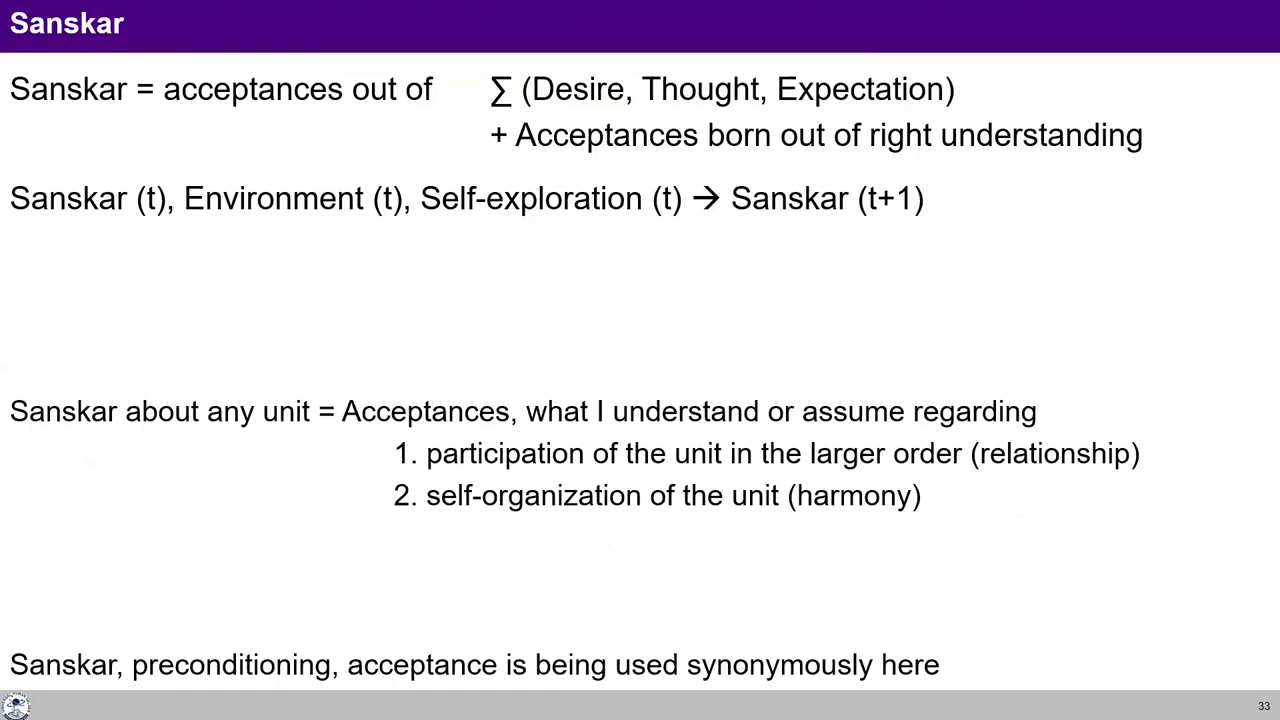 Sanskar
Sanskar = acceptances out of ∑ (Desire, Thought, Expectation)
+ Acceptances born out of right understanding
Sanskar (t), Environment (t), Self-exploration (t) → Sanskar (t+1)
Sanskar about any unit = Acceptances, what I understand or assume regarding
1. participation of the unit in the larger order (relationship)
2. self-organization of the unit (harmony)
Sanskar, preconditioning, acceptance is being used synonymously here
33